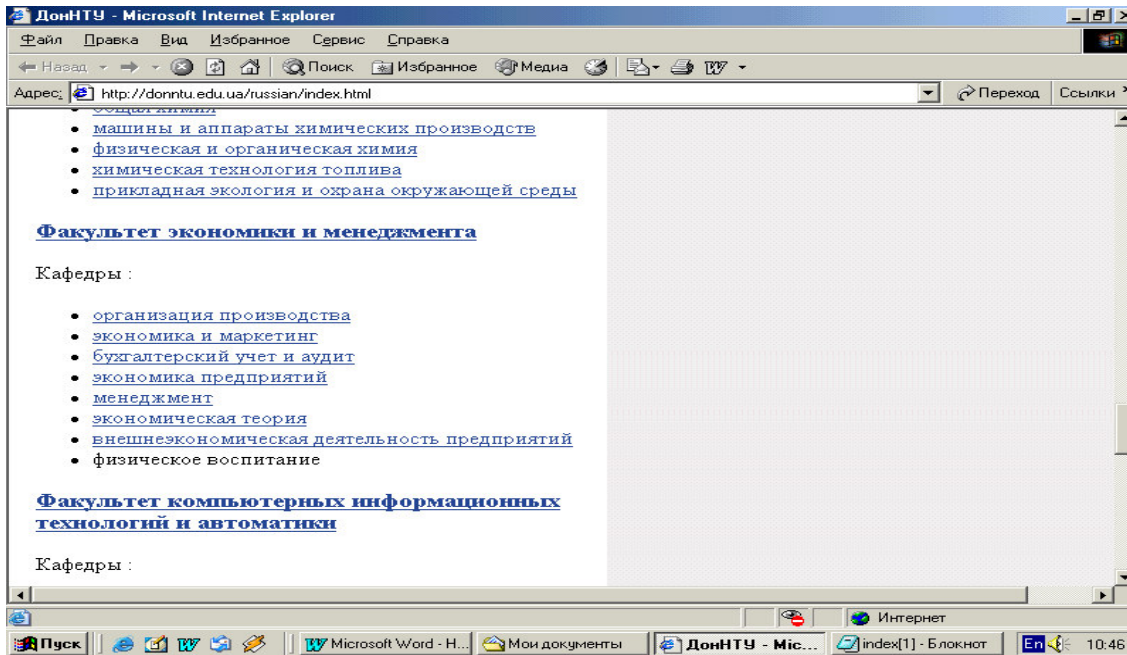 ДонНТУ - Microsoft Internet Explorer
Файл Правка Вид Избранное Сервис Справка
Назад Поиск Избранное Медиа
Адрес: http://donntu.edu.ua/russian/index.html Переход Ссылки
общая химия
машины и аппараты химических производств
физическая и органическая химия
химическая технология топлива
прикладная экология и охрана окружающей среды
Факультет экономики и менеджмента
Кафедры :
организация производства
экономика и маркетинг
бухгалтерский учет и аудит
экономика предприятий
менеджмент
экономическая теория
внешнеэкономическая деятельность предприятий
физическое воспитание
Факультет компьютерных информационных
технологий и автоматики
Кафедры :
Интернет
Пуск Microsoft Word - Н... Мои документы ДонНТУ - Mic... index[1] - Блокнот En 10:46